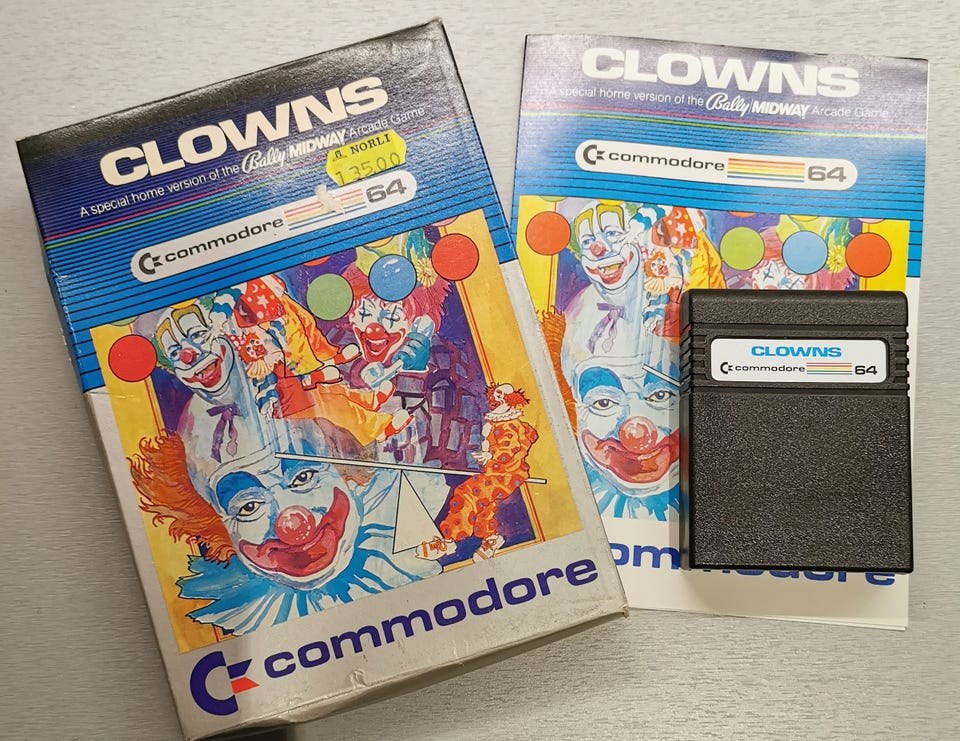 CLOWNS
A special home version of the Bally/MIDWAY Arcade Game
NORLI
135.00
commodore 64
commodore
CLOWNS
A special home version of the Bally/MIDWAY Arcade Game
commodore 64
commodore
CLOWNS
commodore 64